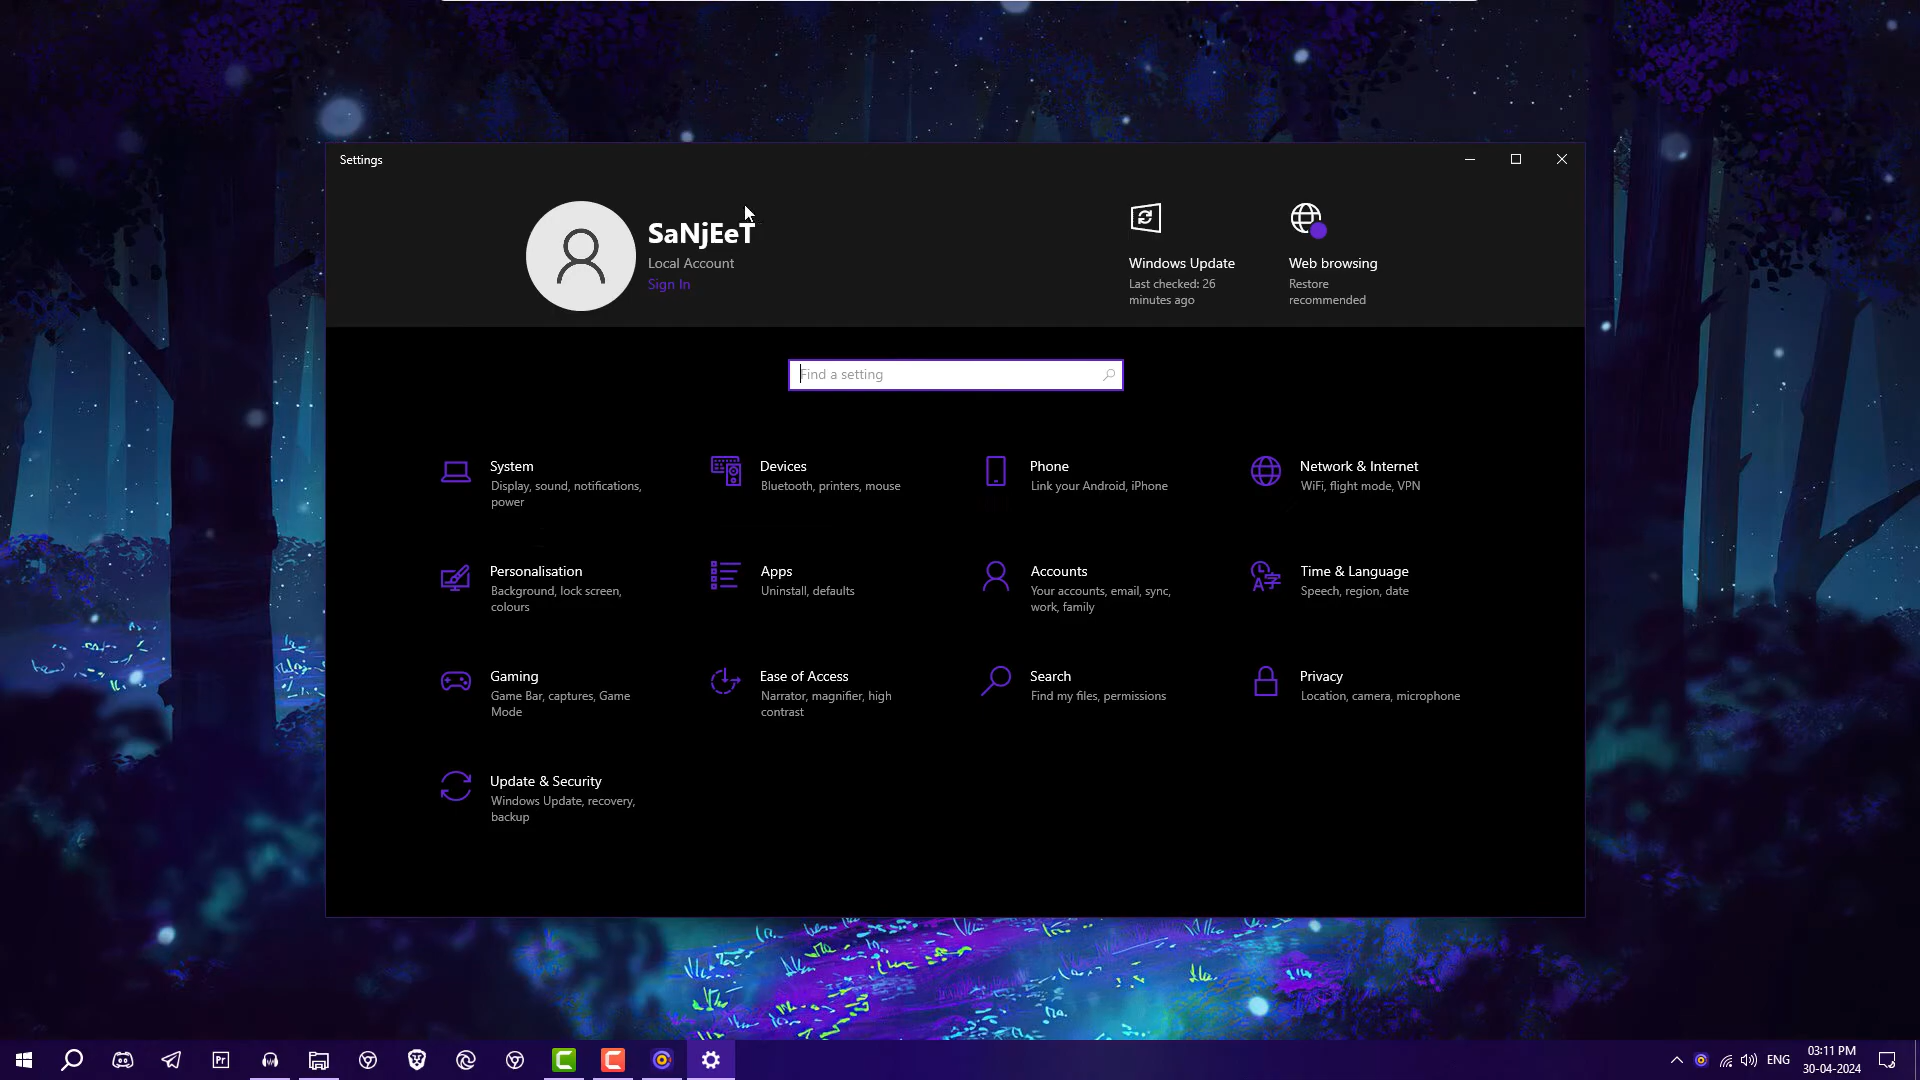 Settings
SaNjEeT
Local Account
Sign In
Windows Update
Last checked: 26
minutes ago
Web browsing
Restore
recommended
Find a setting
System
Display, sound, notifications,
power
Devices
Bluetooth, printers, mouse
Phone
Link your Android, iPhone
Network & Internet
WiFi, flight mode, VPN
Personalisation
Background, lock screen,
colours
Apps
Uninstall, defaults
Accounts
Your accounts, email, sync,
work, family
Time & Language
Speech, region, date
Gaming
Game Bar, captures, Game
Mode
Ease of Access
Narrator, magnifier, high
contrast
Search
Find my files, permissions
Privacy
Location, camera, microphone
Update & Security
Windows Update, recovery,
backup
Pr
ENG
03:11 PM
30-04-2024